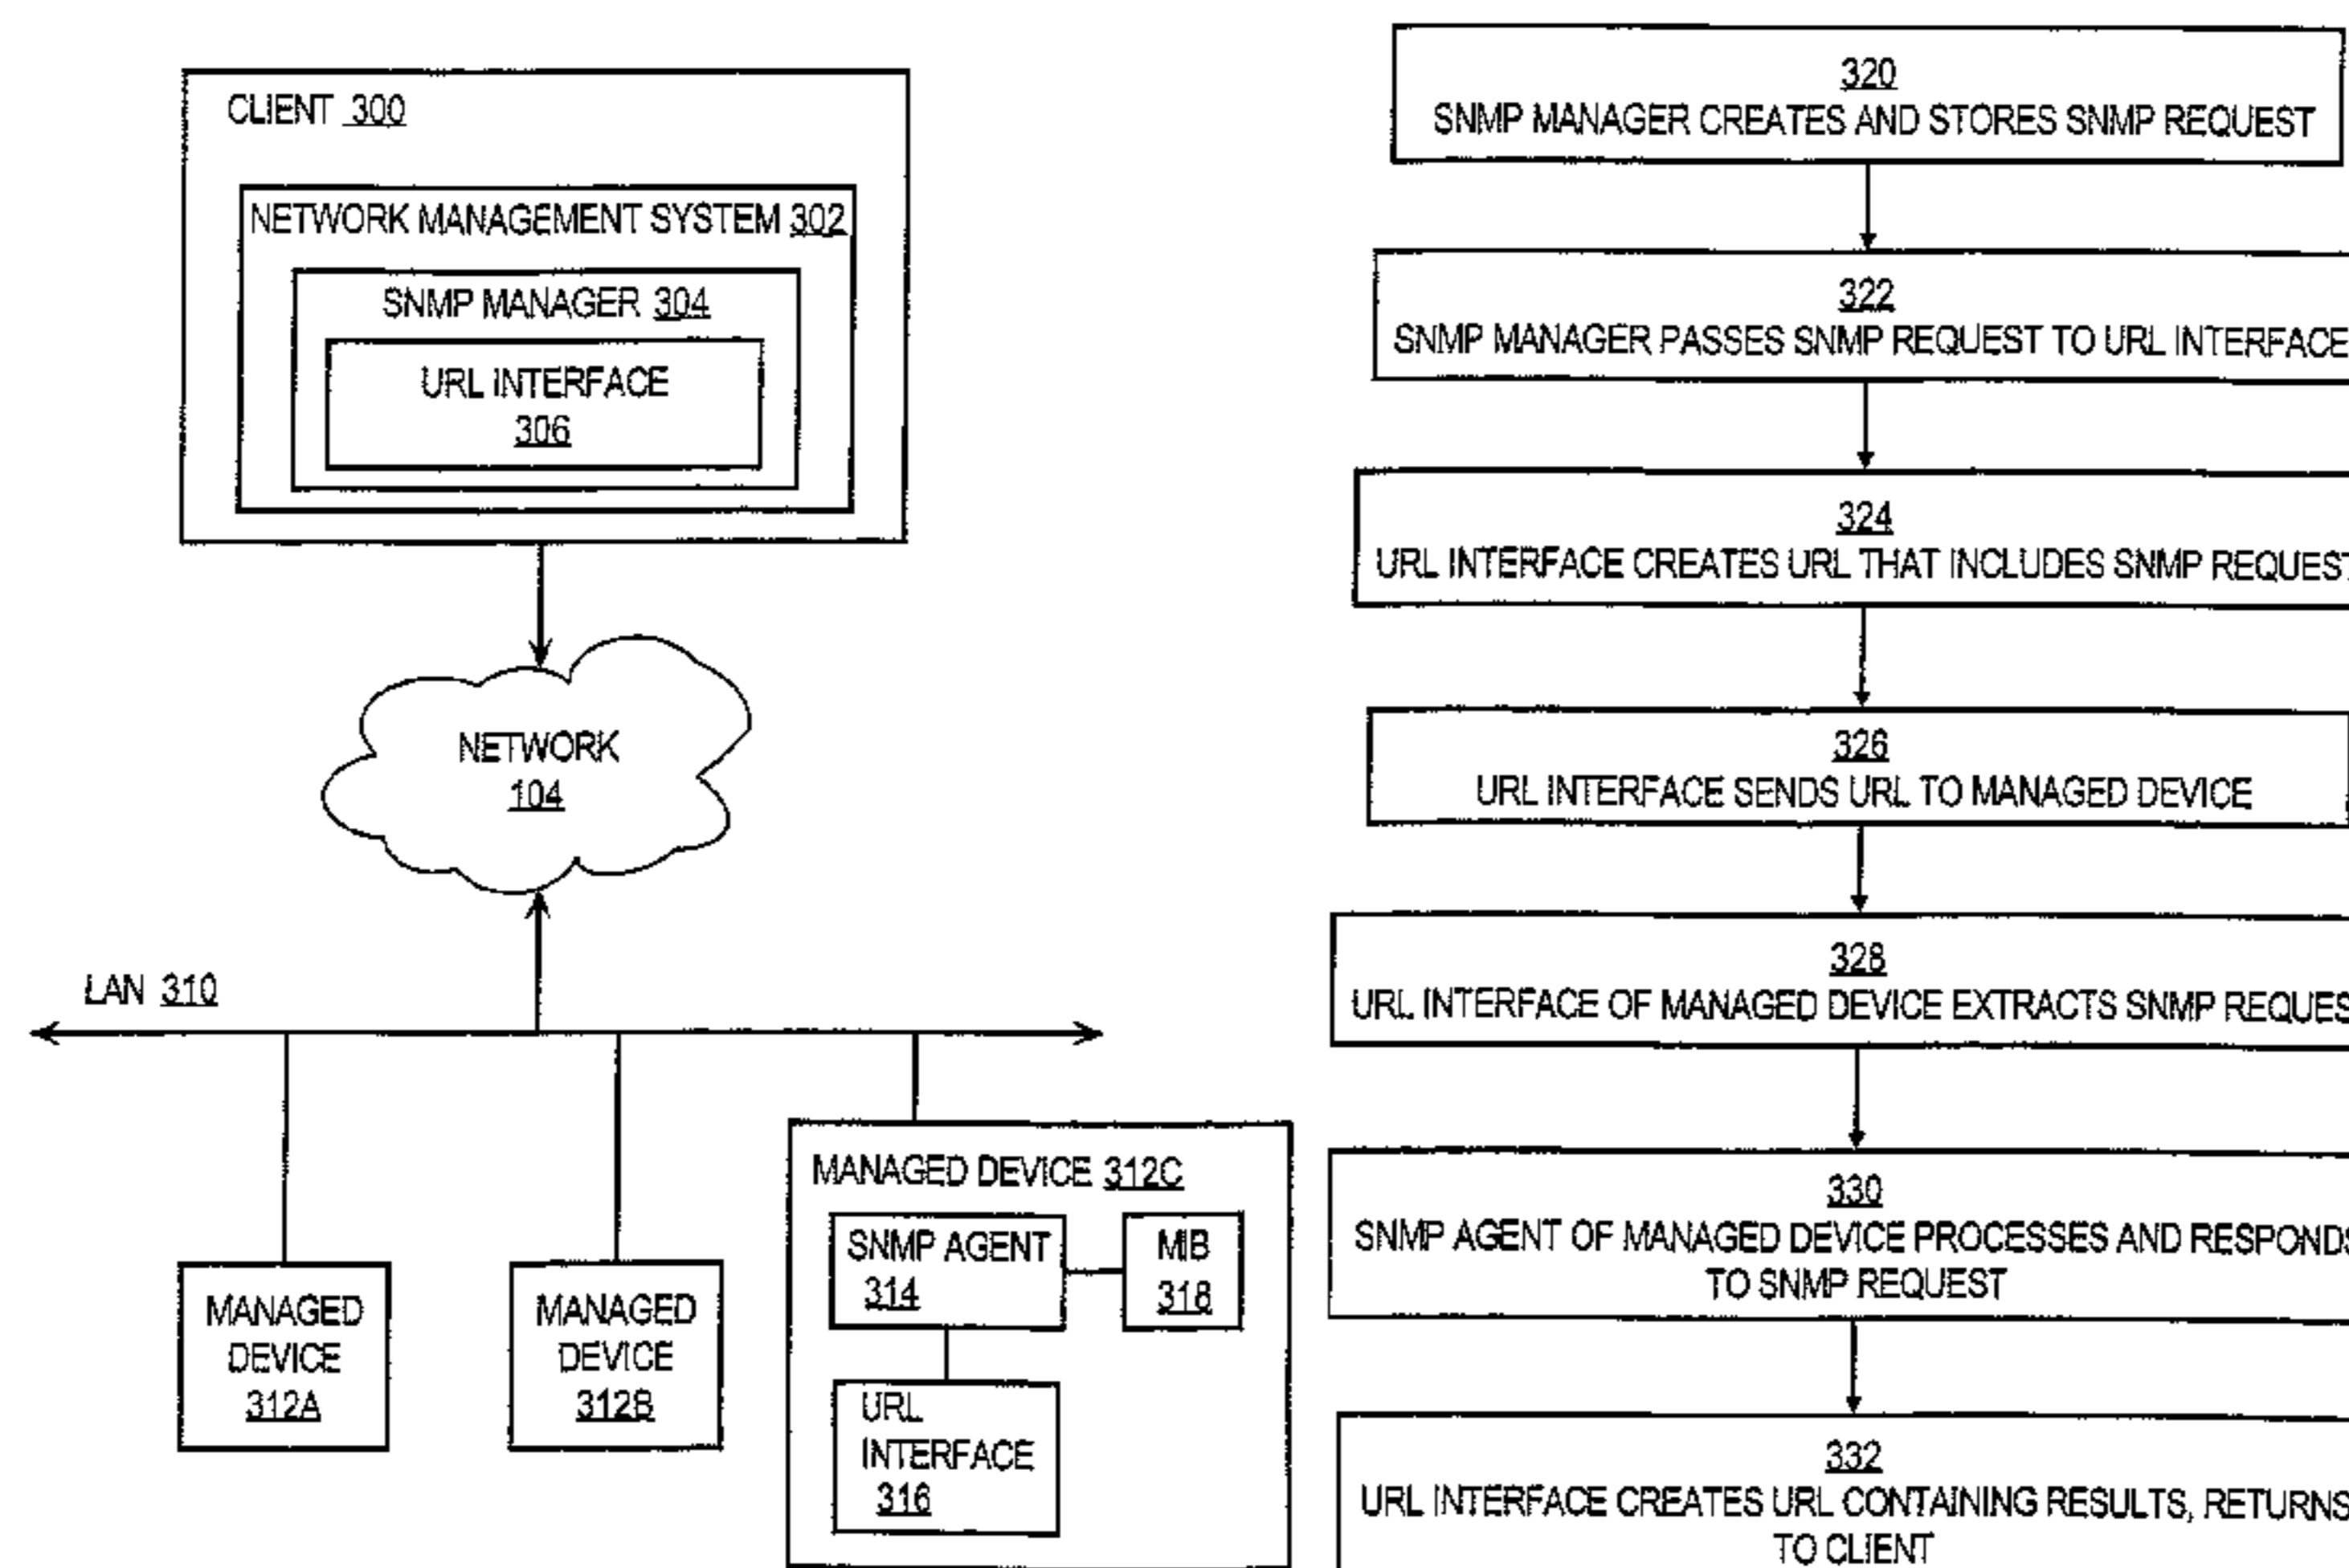 CLIENT 300
NETWORK MANAGEMENT SYSTEM 302
SNMP MANAGER 304
URL INTERFACE
306
NETWORK
104
LAN 310
MANAGED
DEVICE
312A
MANAGED
DEVICE
312B
MANAGED DEVICE 312C
SNMP AGENT
314
MIB
318
URL
INTERFACE
316
320
SNMP MANAGER CREATES AND STORES SNMP REQUEST
322
SNMP MANAGER PASSES SNMP REQUEST TO URL INTERFACE
324
URL INTERFACE CREATES URL THAT INCLUDES SNMP REQUEST
326
URL INTERFACE SENDS URL TO MANAGED DEVICE
328
URL INTERFACE OF MANAGED DEVICE EXTRACTS SNMP REQUES
330
SNMP AGENT OF MANAGED DEVICE PROCESSES AND RESPONDS
TO SNMP REQUEST
332
URL INTERFACE CREATES URL CONTAINING RESULTS, RETURNS
TO CLIENT